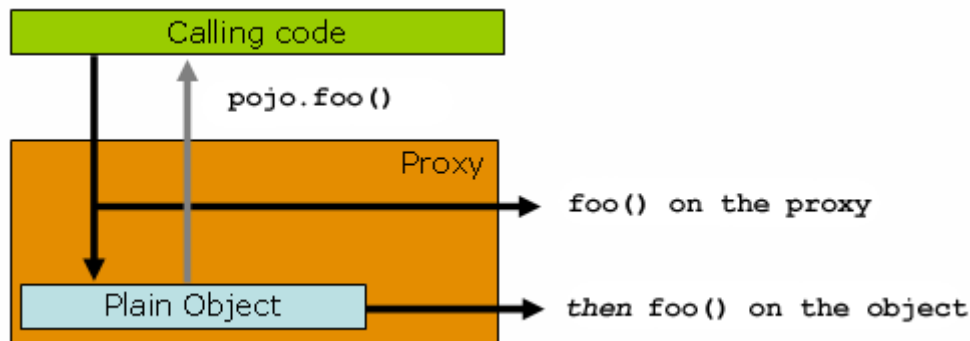 Calling code
pojo.foo()
Proxy
foo() on the proxy
Plain Object
then foo() on the object